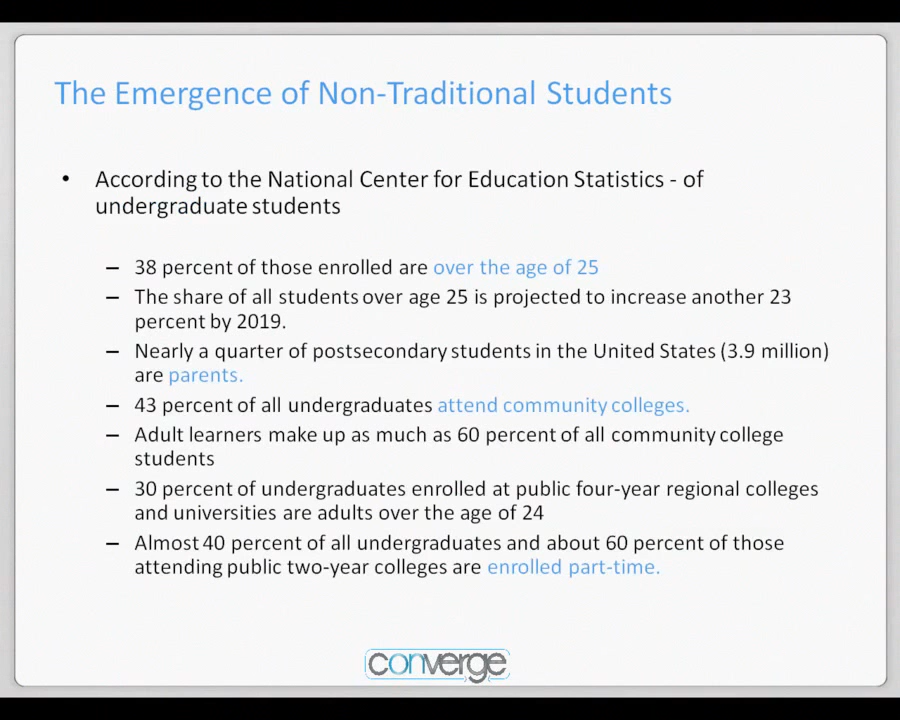 The Emergence of Non-Traditional Students
• According to the National Center for Education Statistics - of
undergraduate students
– 38 percent of those enrolled are over the age of 25
– The share of all students over age 25 is projected to increase another 23
percent by 2019.
– Nearly a quarter of postsecondary students in the United States (3.9 million)
are parents.
– 43 percent of all undergraduates attend community colleges.
– Adult learners make up as much as 60 percent of all community college
students
– 30 percent of undergraduates enrolled at public four-year regional colleges
and universities are adults over the age of 24
– Almost 40 percent of all undergraduates and about 60 percent of those
attending public two-year colleges are enrolled part-time.
converge